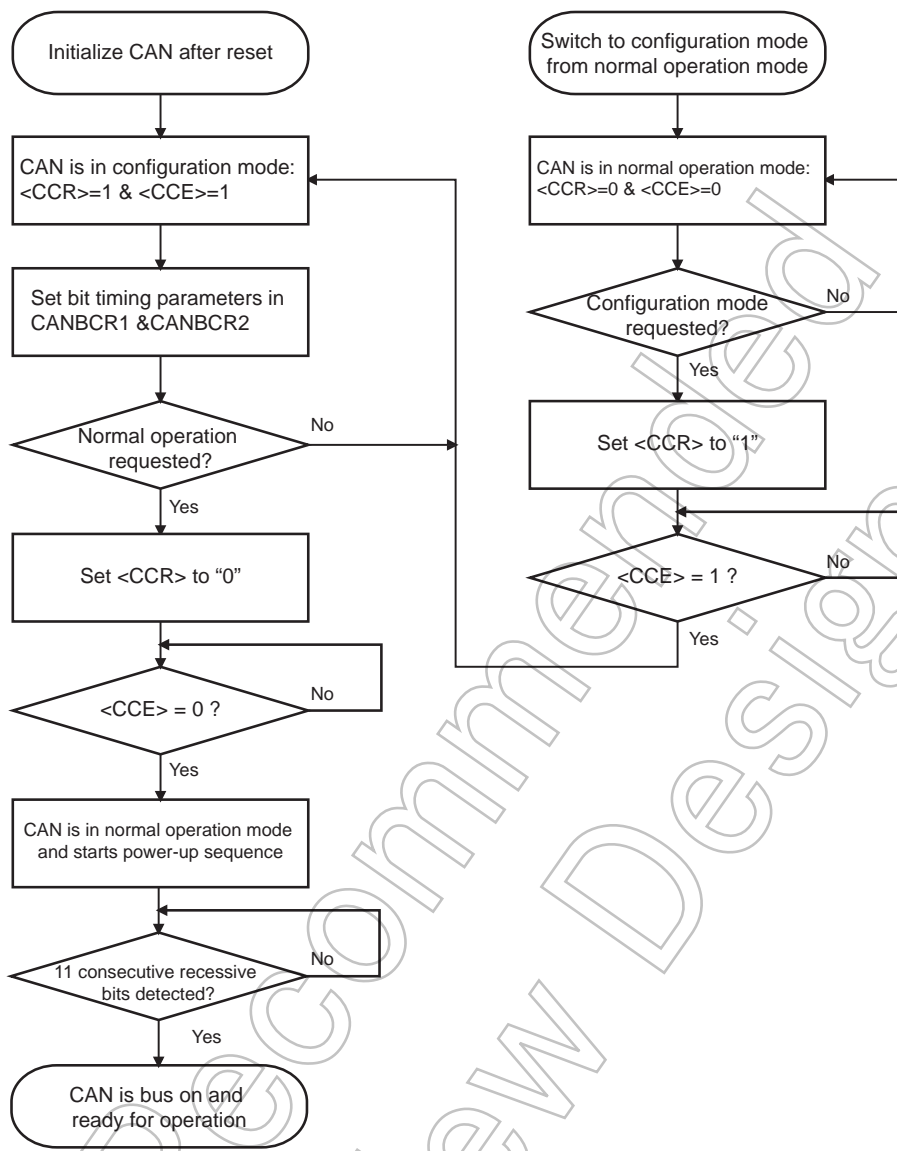 Initialize CAN after reset
CAN is in configuration mode:
<CCR>=1 & <CCE>=1
Set bit timing parameters in
CANBCR1 &CANBCR2
Normal operation
requested?
No
Yes
Set <CCR> to “0”
<CCE> = 0 ?
No
Yes
CAN is in normal operation mode
and starts power-up sequence
11 consecutive recessive
bits detected?
No
Yes
CAN is bus on and
ready for operation
Switch to configuration mode
from normal operation mode
CAN is in normal operation mode:
<CCR>=0 & <CCE>=0
Configuration mode
requested?
No
Yes
Set <CCR> to “1”
<CCE> = 1 ?
No
Yes
Recommended
ew Design